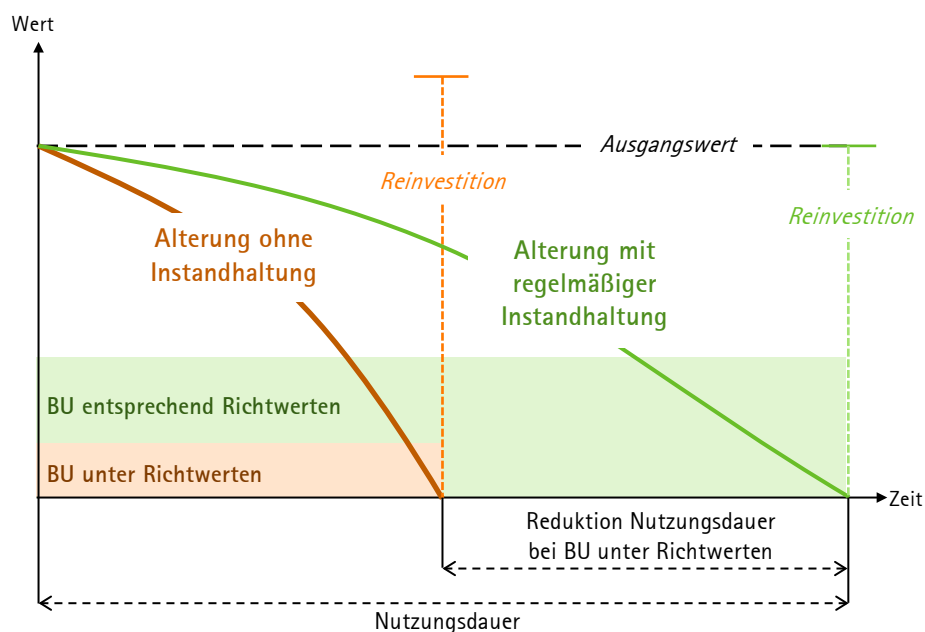 Wert
Ausgangswert
Reinvestition
Reinvestition
Alterung ohne
Instandhaltung
Alterung mit
regelmäßiger
Instandhaltung
BU entsprechend Richtwerten
BU unter Richtwerten
Zeit
Reduktion Nutzungsdauer
bei BU unter Richtwerten
Nutzungsdauer